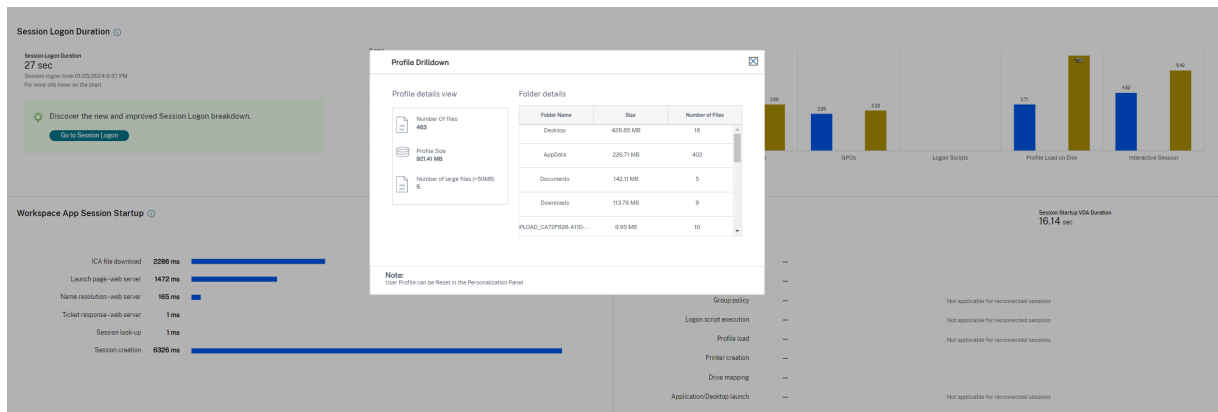 Session Logon Duration
Session Logon Duration
27 sec
Session logon time 01/25/2024 9:37 PM
For more info hover on the chart
Discover the new and improved Session Logon breakdown.
Go to Session Logon
Profile Drilldown
Profile details view
Number Of files
463
Profile Size
921.41 MB
Number of large files (>50MB)
5
Folder details
Folder Name Size Number of Files
Desktop 428.85 MB 18
AppData 226.71 MB 402
Documents 142.11 MB 5
Downloads 113.78 MB 9
PLOAD_CA72F82B-A11D-... 9.95 MB 10
Note:
User Profile can be Reset in the Personalization Panel
3.23
3.71
4.92
6.42
GPOs
Logon Scripts
Profile Load on Disk
Interactive Session
Workspace App Session Startup
Session Startup VDA Duration
16.14 sec
ICA file download 2286 ms
Launch page-web server 1472 ms
Name resolution-web server 165 ms
Ticket response-web server 1 ms
Session look-up 1 ms
Session creation 6326 ms
--
--
Group policy -- Not applicable for reconnected sessions
Logon script execution -- Not applicable for reconnected sessions
Profile load -- Not applicable for reconnected sessions
Printer creation --
Drive mapping --
Application/Desktop launch -- Not applicable for reconnected sessions